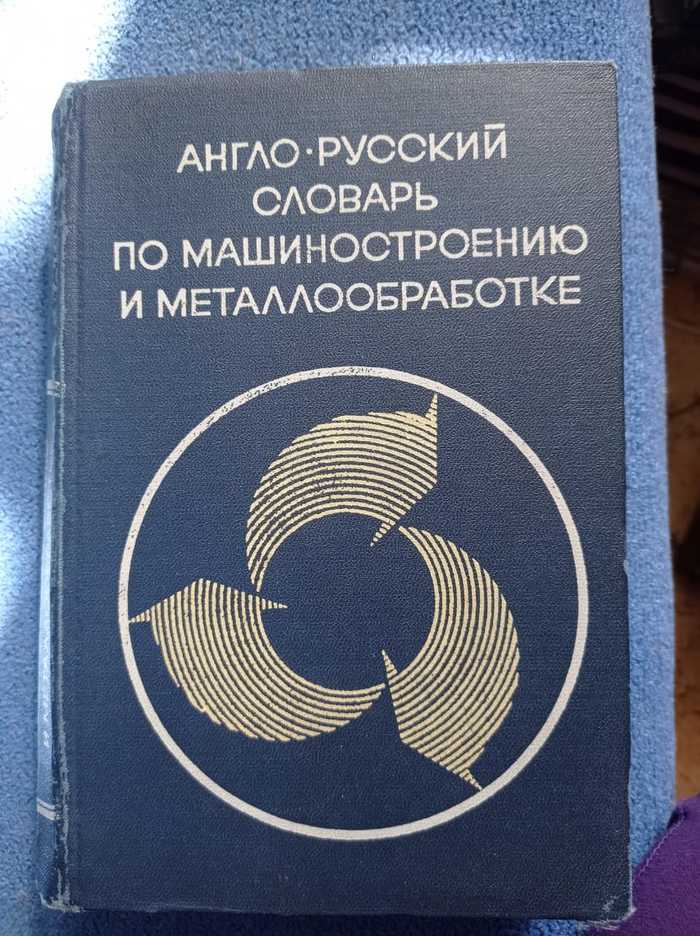 АНГЛО·РУССКИЙ
СЛОВАРЬ
ПО МАШИНОСТРОЕНИЮ
И МЕТАЛЛООБРАБОТКЕ